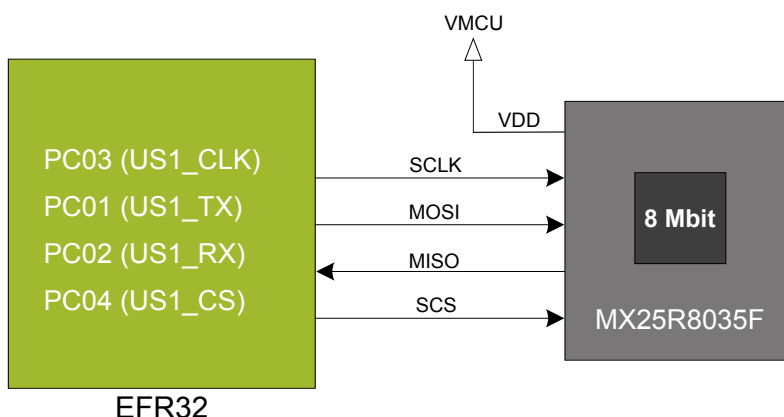 VMCU
VDD
PC03 (US1_CLK)
SCLK
PC01 (US1_TX)
MOSI
8 Mbit
PC02 (US1_RX)
MISO
PC04 (US1_CS)
SCS
MX25R8035F
EFR32